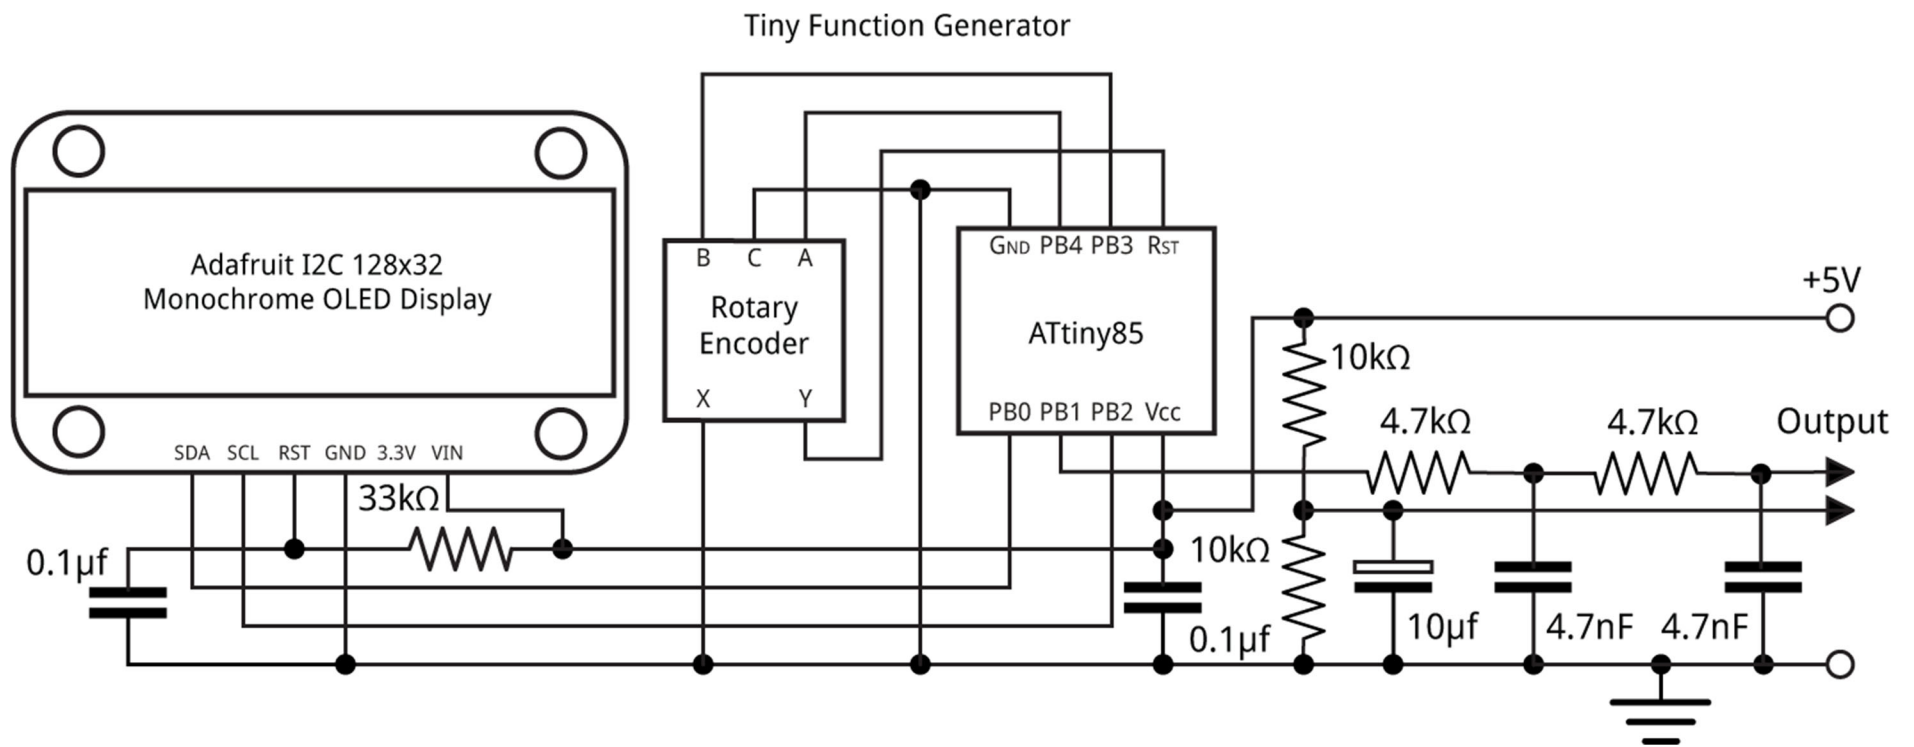 Tiny Function Generator
Adafruit I2C 128x32
Monochrome OLED Display
SDA SCL RST GND 3.3V VIN
33kΩ
0.1µf
B C A
Rotary
Encoder
X Y
GND PB4 PB3 RST
ATtiny85
PB0 PB1 PB2 Vcc
+5V
10kΩ
4.7kΩ 4.7kΩ Output
10kΩ
0.1µf
10µf 4.7nF 4.7nF